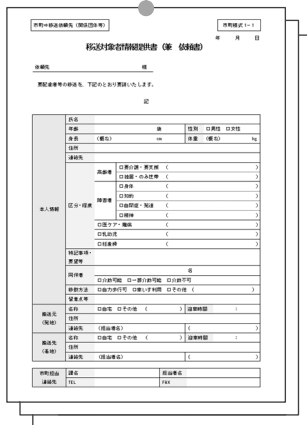 市町⇒移送依頼先（関係団体等）
市町様式1－1
年　月　日
移送対象者情報提供書（兼　依頼書）
依頼先　様
要配慮者等の移送を、下記のとおり要請いたします。
記
本人情報
氏名
年齢　歳　性別　□男性　□女性
身長　（概ね）　cm　体重　（概ね）　kg
住所
連絡先
区分・程度
高齢者　□要介護・要支援　（　）
□独居・のみ世帯　（　）
障害者　□身体　（　）
□知的　（　）
□自閉症・発達　（　）
□精神　（　）
□医ケア・難病　（　）
□乳幼児　（　）
□妊産婦　（　）
特記事項・
要望等
同伴者　名
□介助可能　□一部介助可能　□介助不可
移動方法　□自力歩行可　□車いす利用　□その他（　）
留意点等
搬送元
（発地）
名称　□自宅　□その他　（　）　迎車時間　：
住所
連絡先　（担当者名）　（　）
搬送先
（着地）
名称　□自宅　□その他　（　）　迎車時間　：
住所
連絡先　（担当者名）　（　）
市町担当
連絡先
課名　担当者名
TEL　FAX